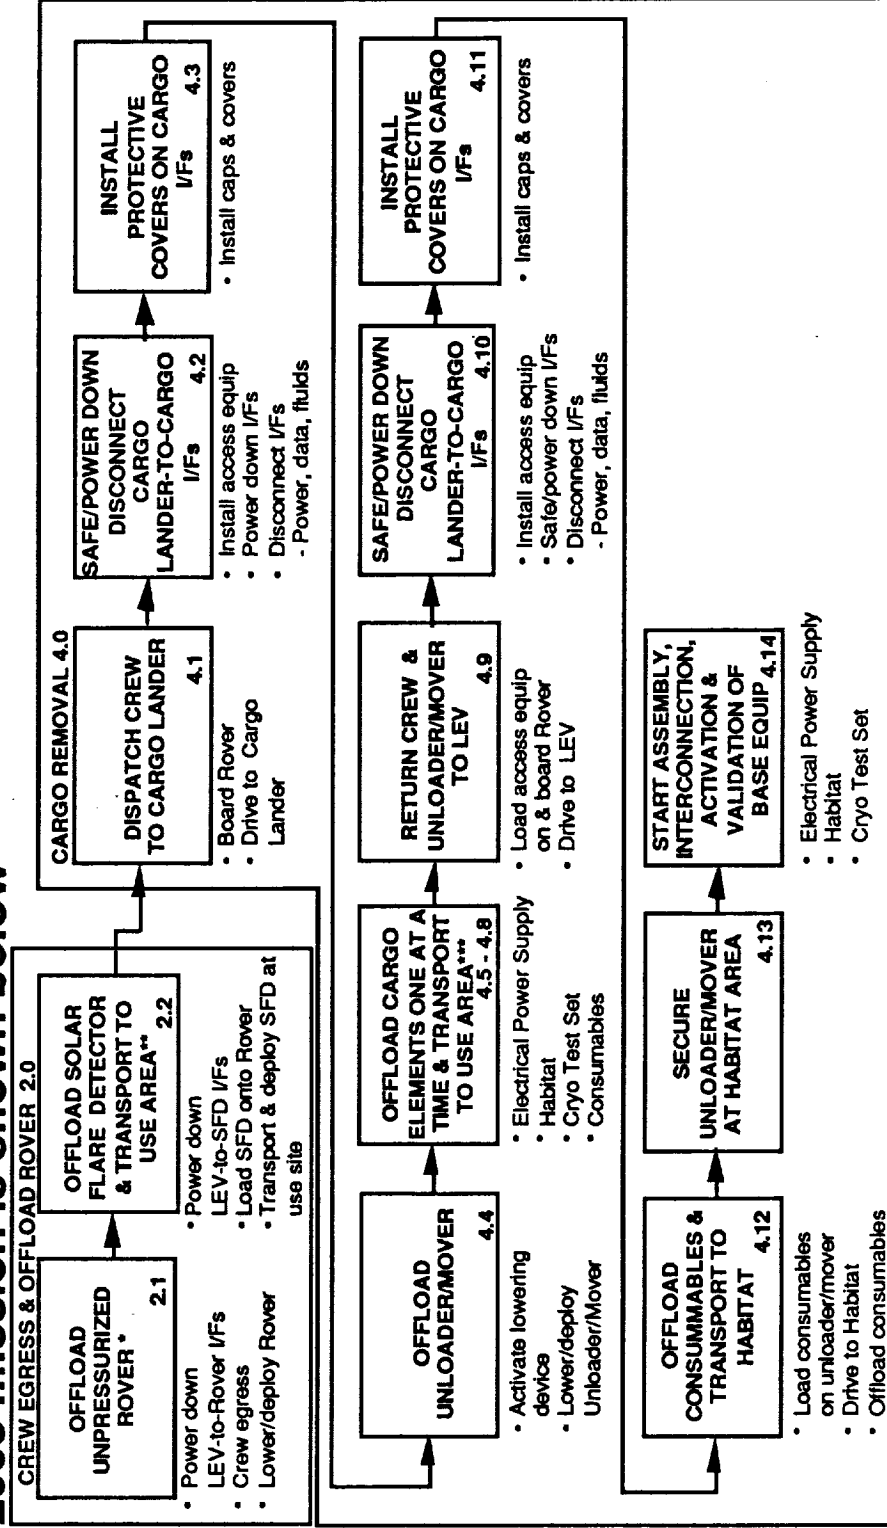 mission is shown below
CREW EGRESS & OFFLOAD ROVER 2.0
OFFLOAD
UNPRESSURIZED
ROVER *
2.1
• Power down
LEV-to-Rover I/Fs
• Crew egress
• Lower/deploy Rover
OFFLOAD SOLAR
FLARE DETECTOR
& TRANSPORT TO
USE AREA**
2.2
• Power down
LEV-to-SFD I/Fs
• Load SFD onto Rover
• Transport & deploy SFD at
use site
CARGO REMOVAL 4.0
DISPATCH CREW
TO CARGO LANDER
4.1
• Board Rover
• Drive to Cargo
Lander
SAFE/POWER DOWN
DISCONNECT
CARGO
LANDER-TO-CARGO
I/Fs 4.2
• Install access equip
• Power down I/Fs
• Disconnect I/Fs
- Power, data, fluids
INSTALL
PROTECTIVE
COVERS ON CARGO
I/Fs 4.3
• Install caps & covers
OFFLOAD
UNLOADER/MOVER
4.4
• Activate lowering
device
• Lower/deploy
Unloader/Mover
OFFLOAD CARGO
ELEMENTS ONE AT A
TIME & TRANSPORT
TO USE AREA***
4.5 - 4.8
• Electrical Power Supply
• Habitat
• Cryo Test Set
• Consumables
RETURN CREW &
UNLOADER/MOVER
TO LEV
4.9
• Load access equip
on & board Rover
• Drive to LEV
SAFE/POWER DOWN
DISCONNECT
CARGO
LANDER-TO-CARGO
I/Fs 4.10
• Install access equip
• Safe/power down I/Fs
• Disconnect I/Fs
- Power, data, fluids
INSTALL
PROTECTIVE
COVERS ON CARGO
I/Fs 4.11
• Install caps & covers
OFFLOAD
CONSUMMABLES &
TRANSPORT TO
HABITAT 4.12
• Load consumables
on unloader/mover
• Drive to Habitat
• Offload consumables
SECURE
UNLOADER/MOVER
AT HABITAT AREA
4.13
START ASSEMBLY,
INTERCONNECTION,
ACTIVATION &
VALIDATION OF
BASE EQUIP 4.14
• Electrical Power Supply
• Habitat
• Cryo Test Set